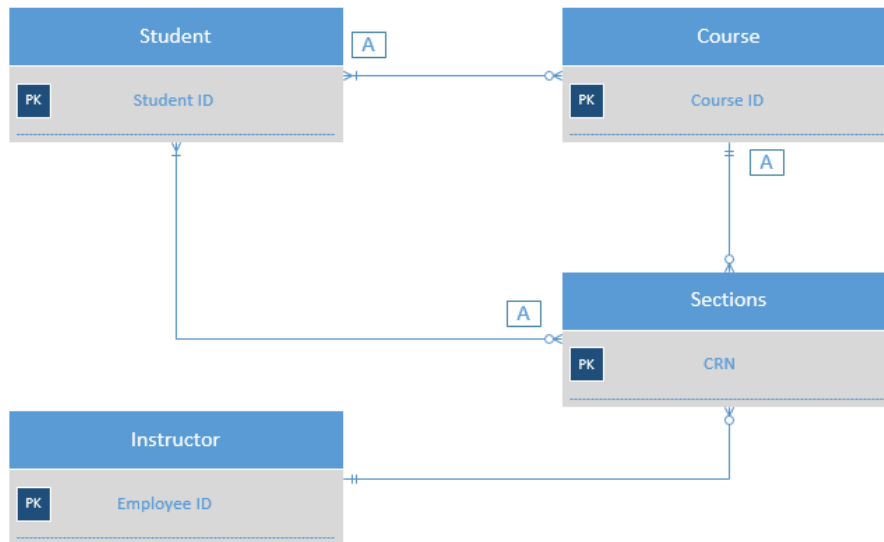 Student
A
Course
PK
Student ID
PK
Course ID
A
Sections
A
PK
CRN
Instructor
PK
Employee ID